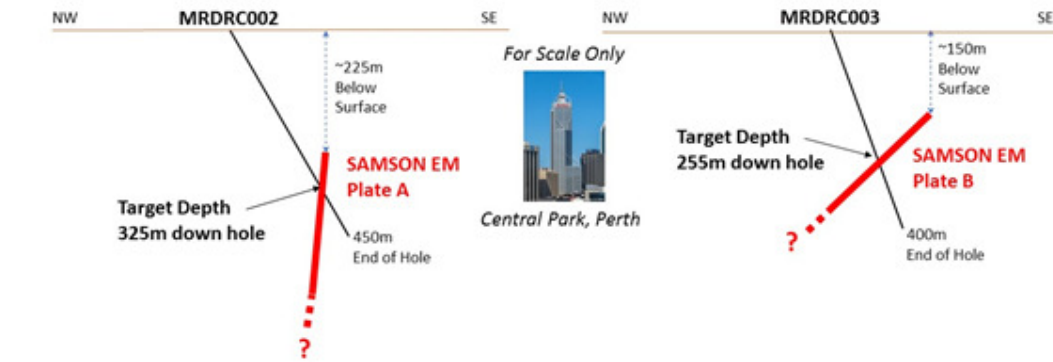 NW
MRDRC002
SE
~225m
Below
Surface
SAMSON EM
Plate A
Target Depth
325m down hole
450m
End of Hole
?
For Scale Only
Central Park, Perth
NW
MRDRC003
SE
~150m
Below
Surface
Target Depth
255m down hole
SAMSON EM
Plate B
?
400m
End of Hole